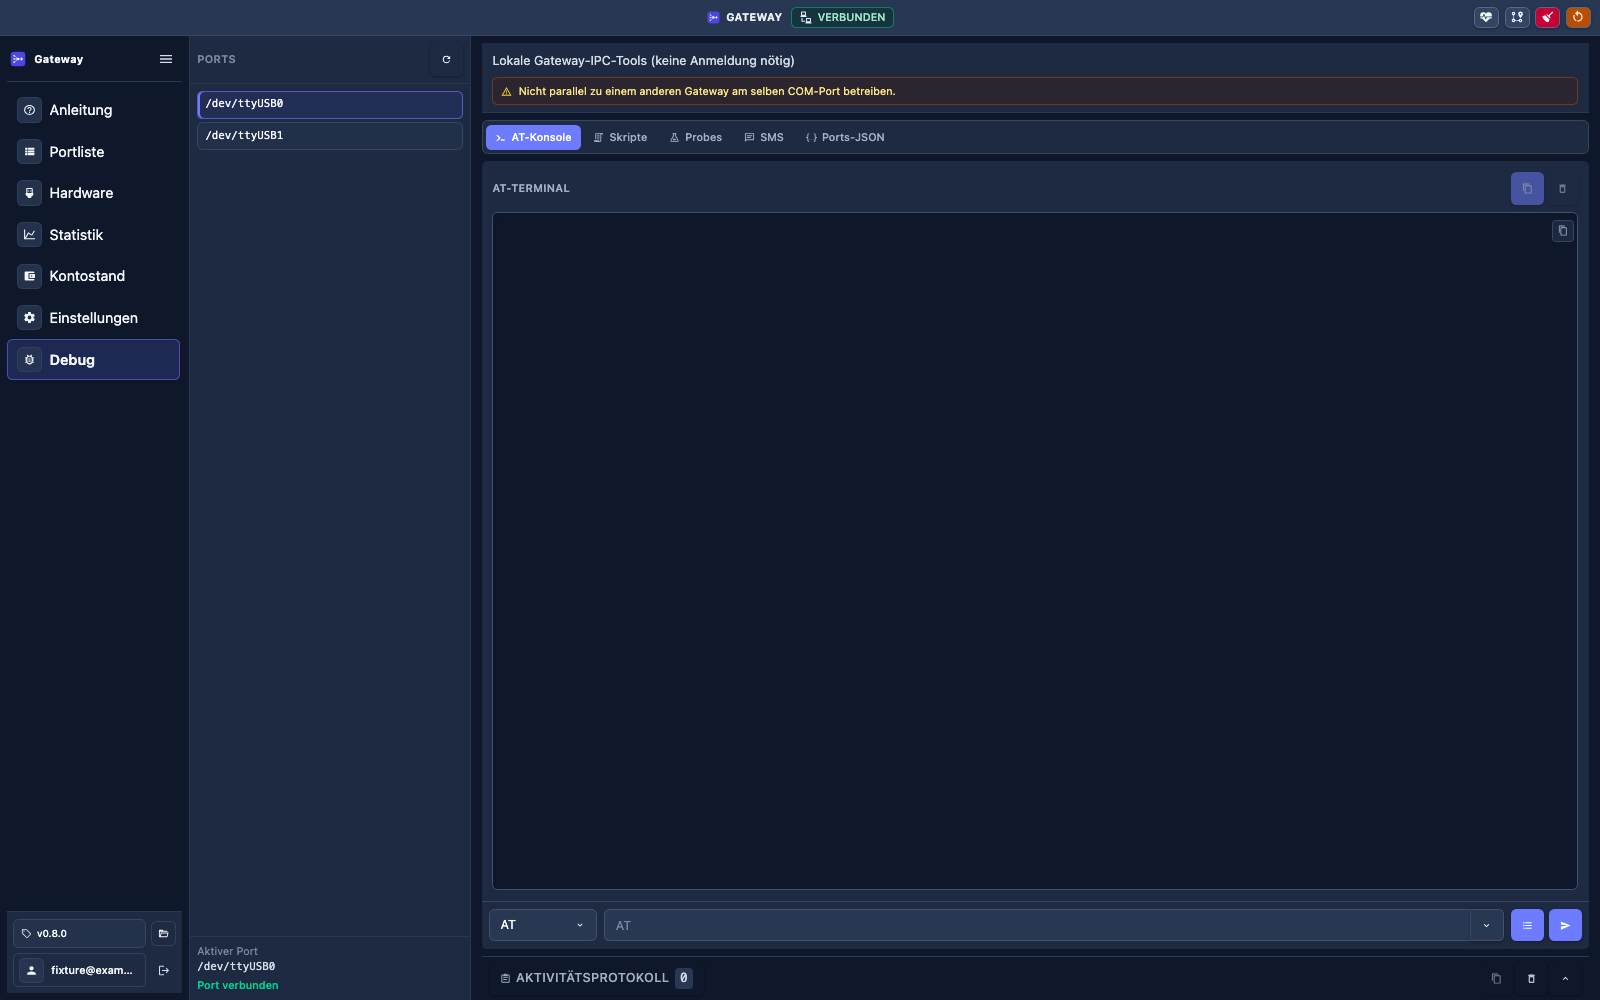 GATEWAY
VERBUNDEN
Gateway
Anleitung
Portliste
Hardware
Statistik
Kontostand
Einstellungen
Debug
v0.8.0
fixture@exam...
PORTS
/dev/ttyUSB0
/dev/ttyUSB1
Aktiver Port
/dev/ttyUSB0
Port verbunden
Lokale Gateway-IPC-Tools (keine Anmeldung nötig)
Nicht parallel zu einem anderen Gateway am selben COM-Port betreiben.
AT-Konsole
Skripte
Probes
SMS
Ports-JSON
AT-TERMINAL
AT
AT
AKTIVITÄTSPROTOKOLL 0